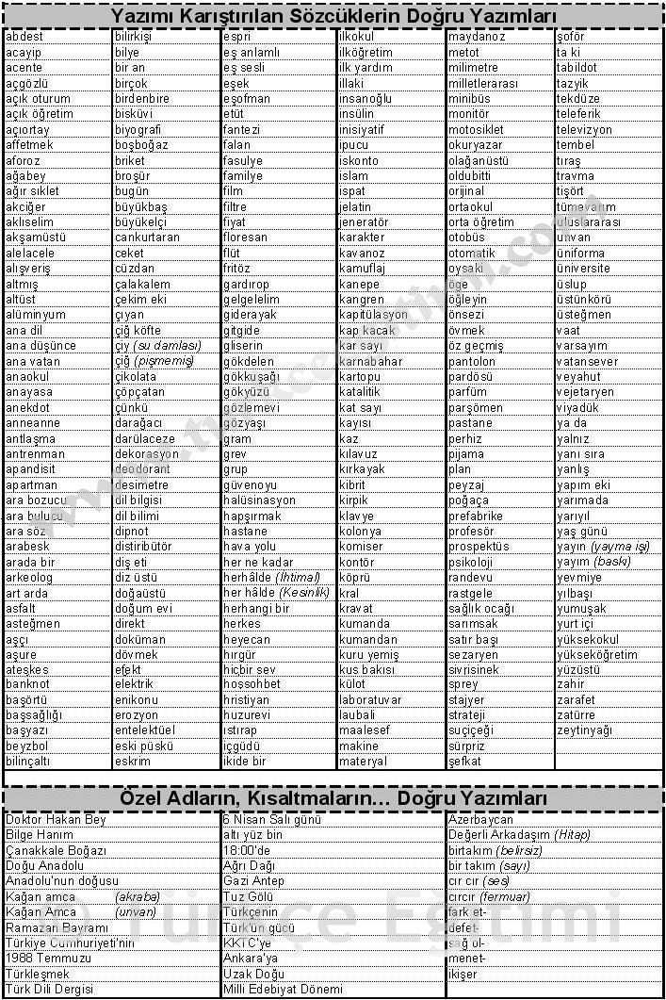 Yazımı Karıştırılan Sözcüklerin Doğru Yazımları
abdest
acayip
acente
açgözlü
açık oturum
açık öğretim
açıortay
affetmek
aforoz
ağabey
ağır sıklet
akciğer
aklıselim
akşamüstü
alelacele
alışveriş
altmış
altüst
alüminyum
ana dil
ana düşünce
ana vatan
anaokul
anayasa
anekdot
anneanne
antlaşma
antrenman
apandisit
apartman
ara bozucu
ara bulucu
ara söz
arabesk
arada bir
arkeolog
art arda
asfalt
asteğmen
aşçı
aşure
ateşkes
banknot
başörtü
başsağlığı
başyazı
beyzbol
bilinçaltı
bilirkişi
bilye
bir an
birçok
birdenbire
bisküvi
biyografi
boşboğaz
briket
broşür
bugün
büyükbaş
büyükelçi
cankurtaran
ceket
cüzdan
çalakalem
çekim eki
çıyan
çiğ köfte
çiy (su damlası)
çiğ (pişmemiş)
çikolata
çöpçatan
çünkü
darağacı
darülaceze
dekorasyon
deodorant
desimetre
dil bilgisi
dil bilimi
dipnot
distiribütör
diş eti
diz üstü
doğaüstü
doğum evi
direkt
doküman
dövmek
efekt
elektrik
enikonu
erozyon
entelektüel
eski püskü
eskrim
espri
eş anlamlı
eş sesli
eşek
eşofman
etüt
fantezi
falan
fasulye
familye
film
filtre
fiyat
floresan
flüt
fritöz
gardırop
gelgelelim
giderayak
gitgide
gliserin
gökdelen
gökkuşağı
gökyüzü
gözlemevi
gözyaşı
gram
grev
grup
güvenoyu
halüsinasyon
hapşırmak
hastane
hava yolu
her ne kadar
herhâlde (İhtimal)
her hâlde (Kesinlik)
herhangi bir
herkes
heyecan
hırgür
hiçbir şey
hoşsohbet
hristiyan
huzurevi
ıstırap
içgüdü
ikide bir
ilkokul
ilköğretim
ilk yardım
illaki
insanoğlu
insülin
inisiyatif
ipucu
iskonto
islam
ispat
jelatin
jeneratör
karakter
kavanoz
kamuflaj
kanepe
kangren
kapitülasyon
kap kacak
kar sayı
karnabahar
kartopu
katalitik
kat sayı
kayısı
kaz
kılavuz
kırkayak
kibrit
kirpik
klavye
kolonya
komiser
kontör
köprü
kral
kravat
kumanda
kumandan
kuru yemiş
kuş bakışı
külot
laboratuvar
laubali
maalesef
makine
materyal
maydanoz
metot
milimetre
milletlerarası
minibüs
monitör
motosiklet
okuryazar
olağanüstü
oldubitti
orijinal
ortaokul
orta öğretim
otobüs
otomatik
oysaki
öge
öğleyin
önsezi
övmek
öz geçmiş
pantolon
pardösü
parfüm
parşömen
pastane
perhiz
pijama
plan
peyzaj
poğaça
prefabrike
profesör
prospektüs
psikoloji
randevu
rastgele
sağlık ocağı
sarımsak
satır başı
sezaryen
sivrisinek
sprey
stajyer
strateji
suçiçeği
sürpriz
şefkat
şoför
ta ki
tabildot
tazyik
tekdüze
teleferik
televizyon
tembel
tıraş
travma
tişört
tümevarım
uluslararası
unvan
üniforma
üniversite
üslup
üstünkörü
üsteğmen
vaat
varsayım
vatansever
veyahut
vejetaryen
viyadük
ya da
yalnız
yanı sıra
yanlış
yapım eki
yarımada
yarıyıl
yaş günü
yayın (yayma işi)
yayım (baskı)
yevmiye
yılbaşı
yumuşak
yurt içi
yüksekokul
yükseköğretim
yüzüstü
zahir
zarafet
zatürre
zeytinyağı
Özel Adların, Kısaltmaların... Doğru Yazımları
Doktor Hakan Bey
Bilge Hanım
Çanakkale Boğazı
Doğu Anadolu
Anadolu'nun doğusu
Kağan amca (akraba)
Kağan Amca (unvan)
Ramazan Bayramı
Türkiye Cumhuriyeti'nin
1988 Temmuzu
Türkleşmek
Türk Dili Dergisi
6 Nisan Salı günü
altı yüz bin
18:00'de
Ağrı Dağı
Gazi Antep
Tuz Gölü
Türkçenin
Türk'ün gücü
KKTC'ye
Ankara'ya
Uzak Doğu
Milli Edebiyat Dönemi
Azerbaycan
Değerli Arkadaşım (Hitap)
birtakım (belirsiz)
bir takım (sayı)
cır cır (ses)
cırcır (fermuar)
fark et-
defet-
sağ ol-
menet-
ikişer
www.turkceegitimi.com
© Türkçe Eğitimi